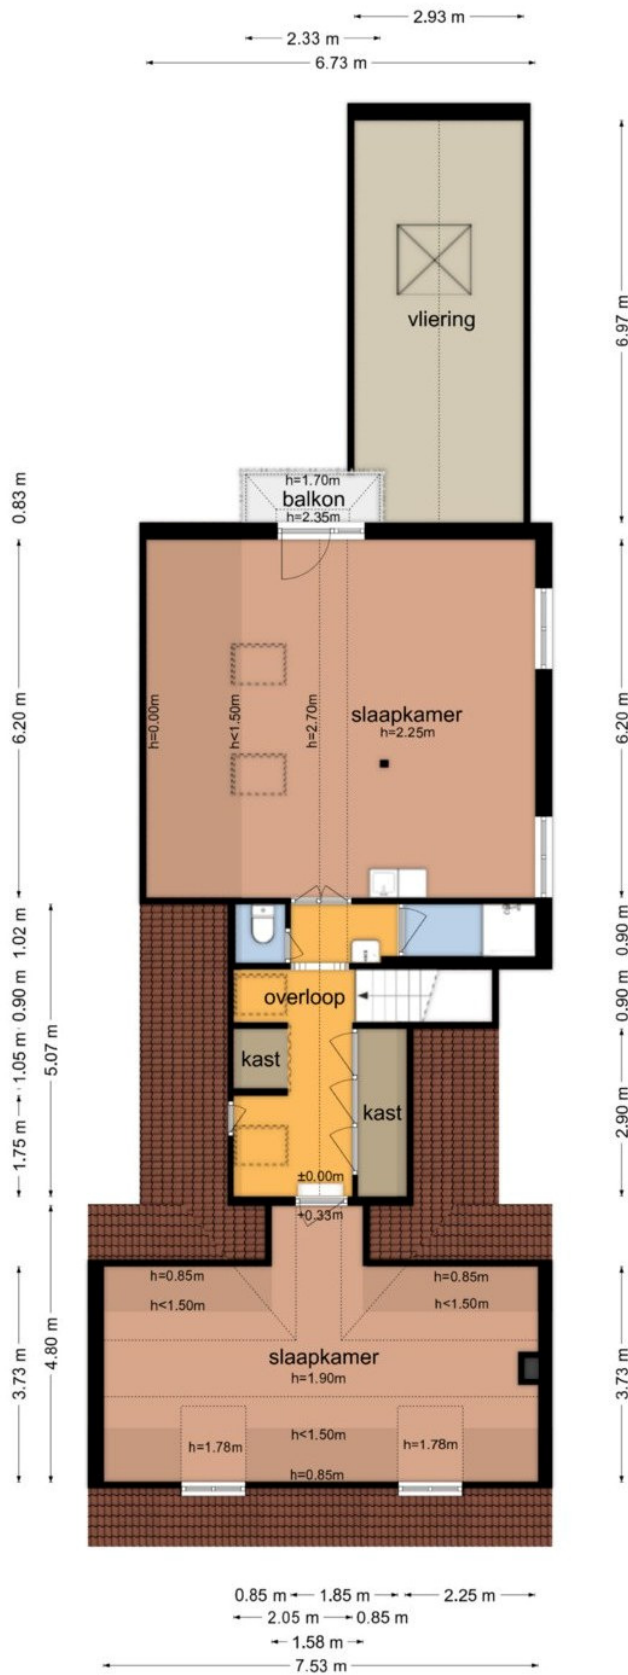 2.93 m
2.33 m
6.73 m
6.97 m
vliering
0.83 m
h=1.70m
balkon
h=2.35m
6.20 m
h=0.00m
h<1.50m
h=2.70m
slaapkamer
h=2.25m
6.20 m
1.02 m
0.90 m
0.90 m
overloop
0.90 m
5.07 m
1.05 m
kast
kast
2.90 m
1.75 m
±0.00m
+0.33m
h=0.85m
h=0.85m
h<1.50m
h<1.50m
4.80 m
3.73 m
slaapkamer
h=1.90m
3.73 m
h<1.50m
h=1.78m
h=1.78m
h=0.85m
0.85 m
1.85 m
2.25 m
2.05 m
0.85 m
1.58 m
7.53 m